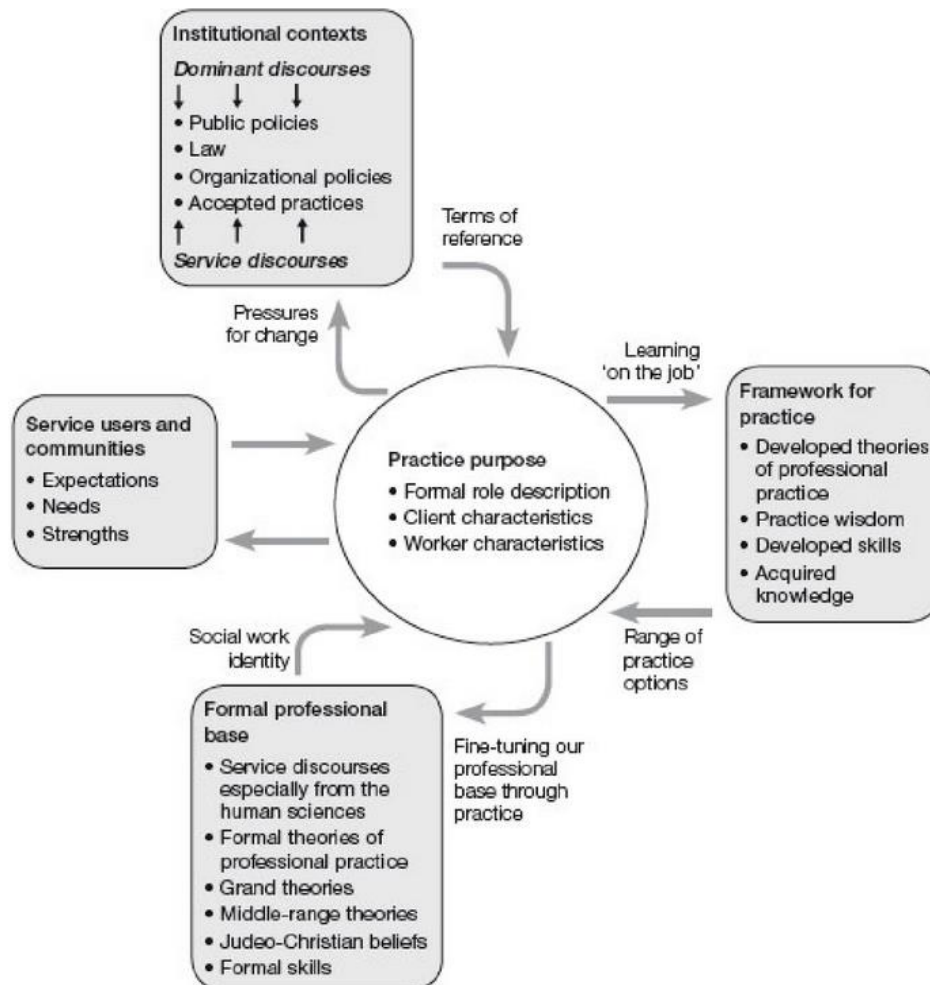 Institutional contexts
Dominant discourses
• Public policies
• Law
• Organizational policies
• Accepted practices
Service discourses
Terms of
reference
Pressures
for change
Learning
'on the job'
Service users and
communities
• Expectations
• Needs
• Strengths
Practice purpose
• Formal role description
• Client characteristics
• Worker characteristics
Framework for
practice
• Developed theories
of professional
practice
• Practice wisdom
• Developed skills
• Acquired
knowledge
Social work
identity
Range of
practice
options
Formal professional
base
• Service discourses
especially from the
human sciences
• Formal theories of
professional practice
• Grand theories
• Middle-range theories
• Judeo-Christian beliefs
• Formal skills
Fine-tuning our
professional
base through
practice